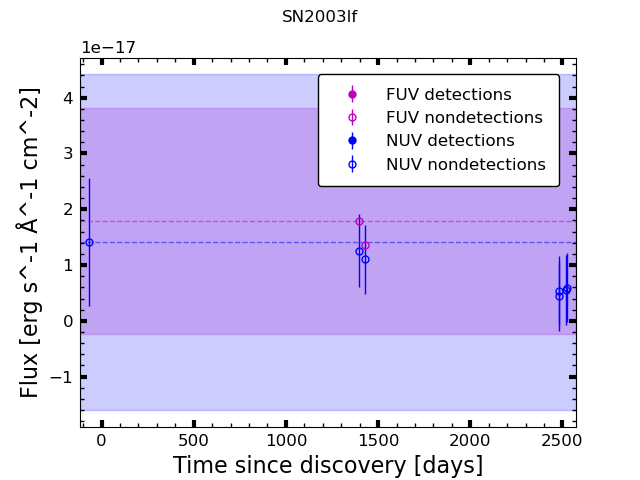 SN2003lf
1e−17
4
3
2
1
0
−1
Flux [erg s^-1 Å^-1 cm^-2]
FUV detections
FUV nondetections
NUV detections
NUV nondetections
0 500 1000 1500 2000 2500
Time since discovery [days]